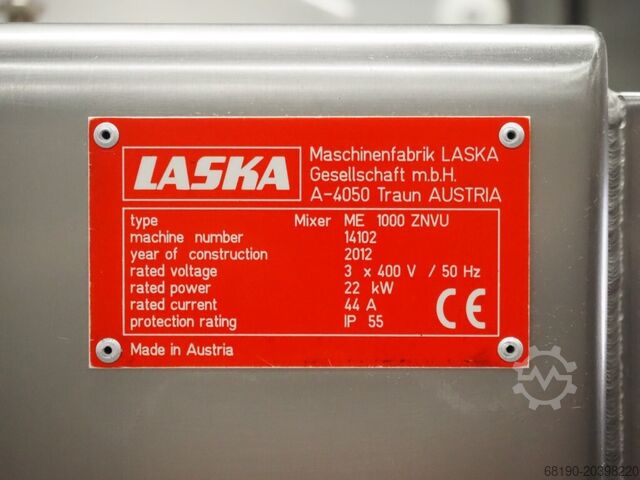 LASKA
Maschinenfabrik LASKA
Gesellschaft m.b.H.
A-4050 Traun AUSTRIA
type Mixer ME 1000 ZNVU
machine number 14102
year of construction 2012
rated voltage 3 x 400 V / 50 Hz
rated power 22 kW
rated current 44 A
protection rating IP 55
CE
Made in Austria
68190-20398220